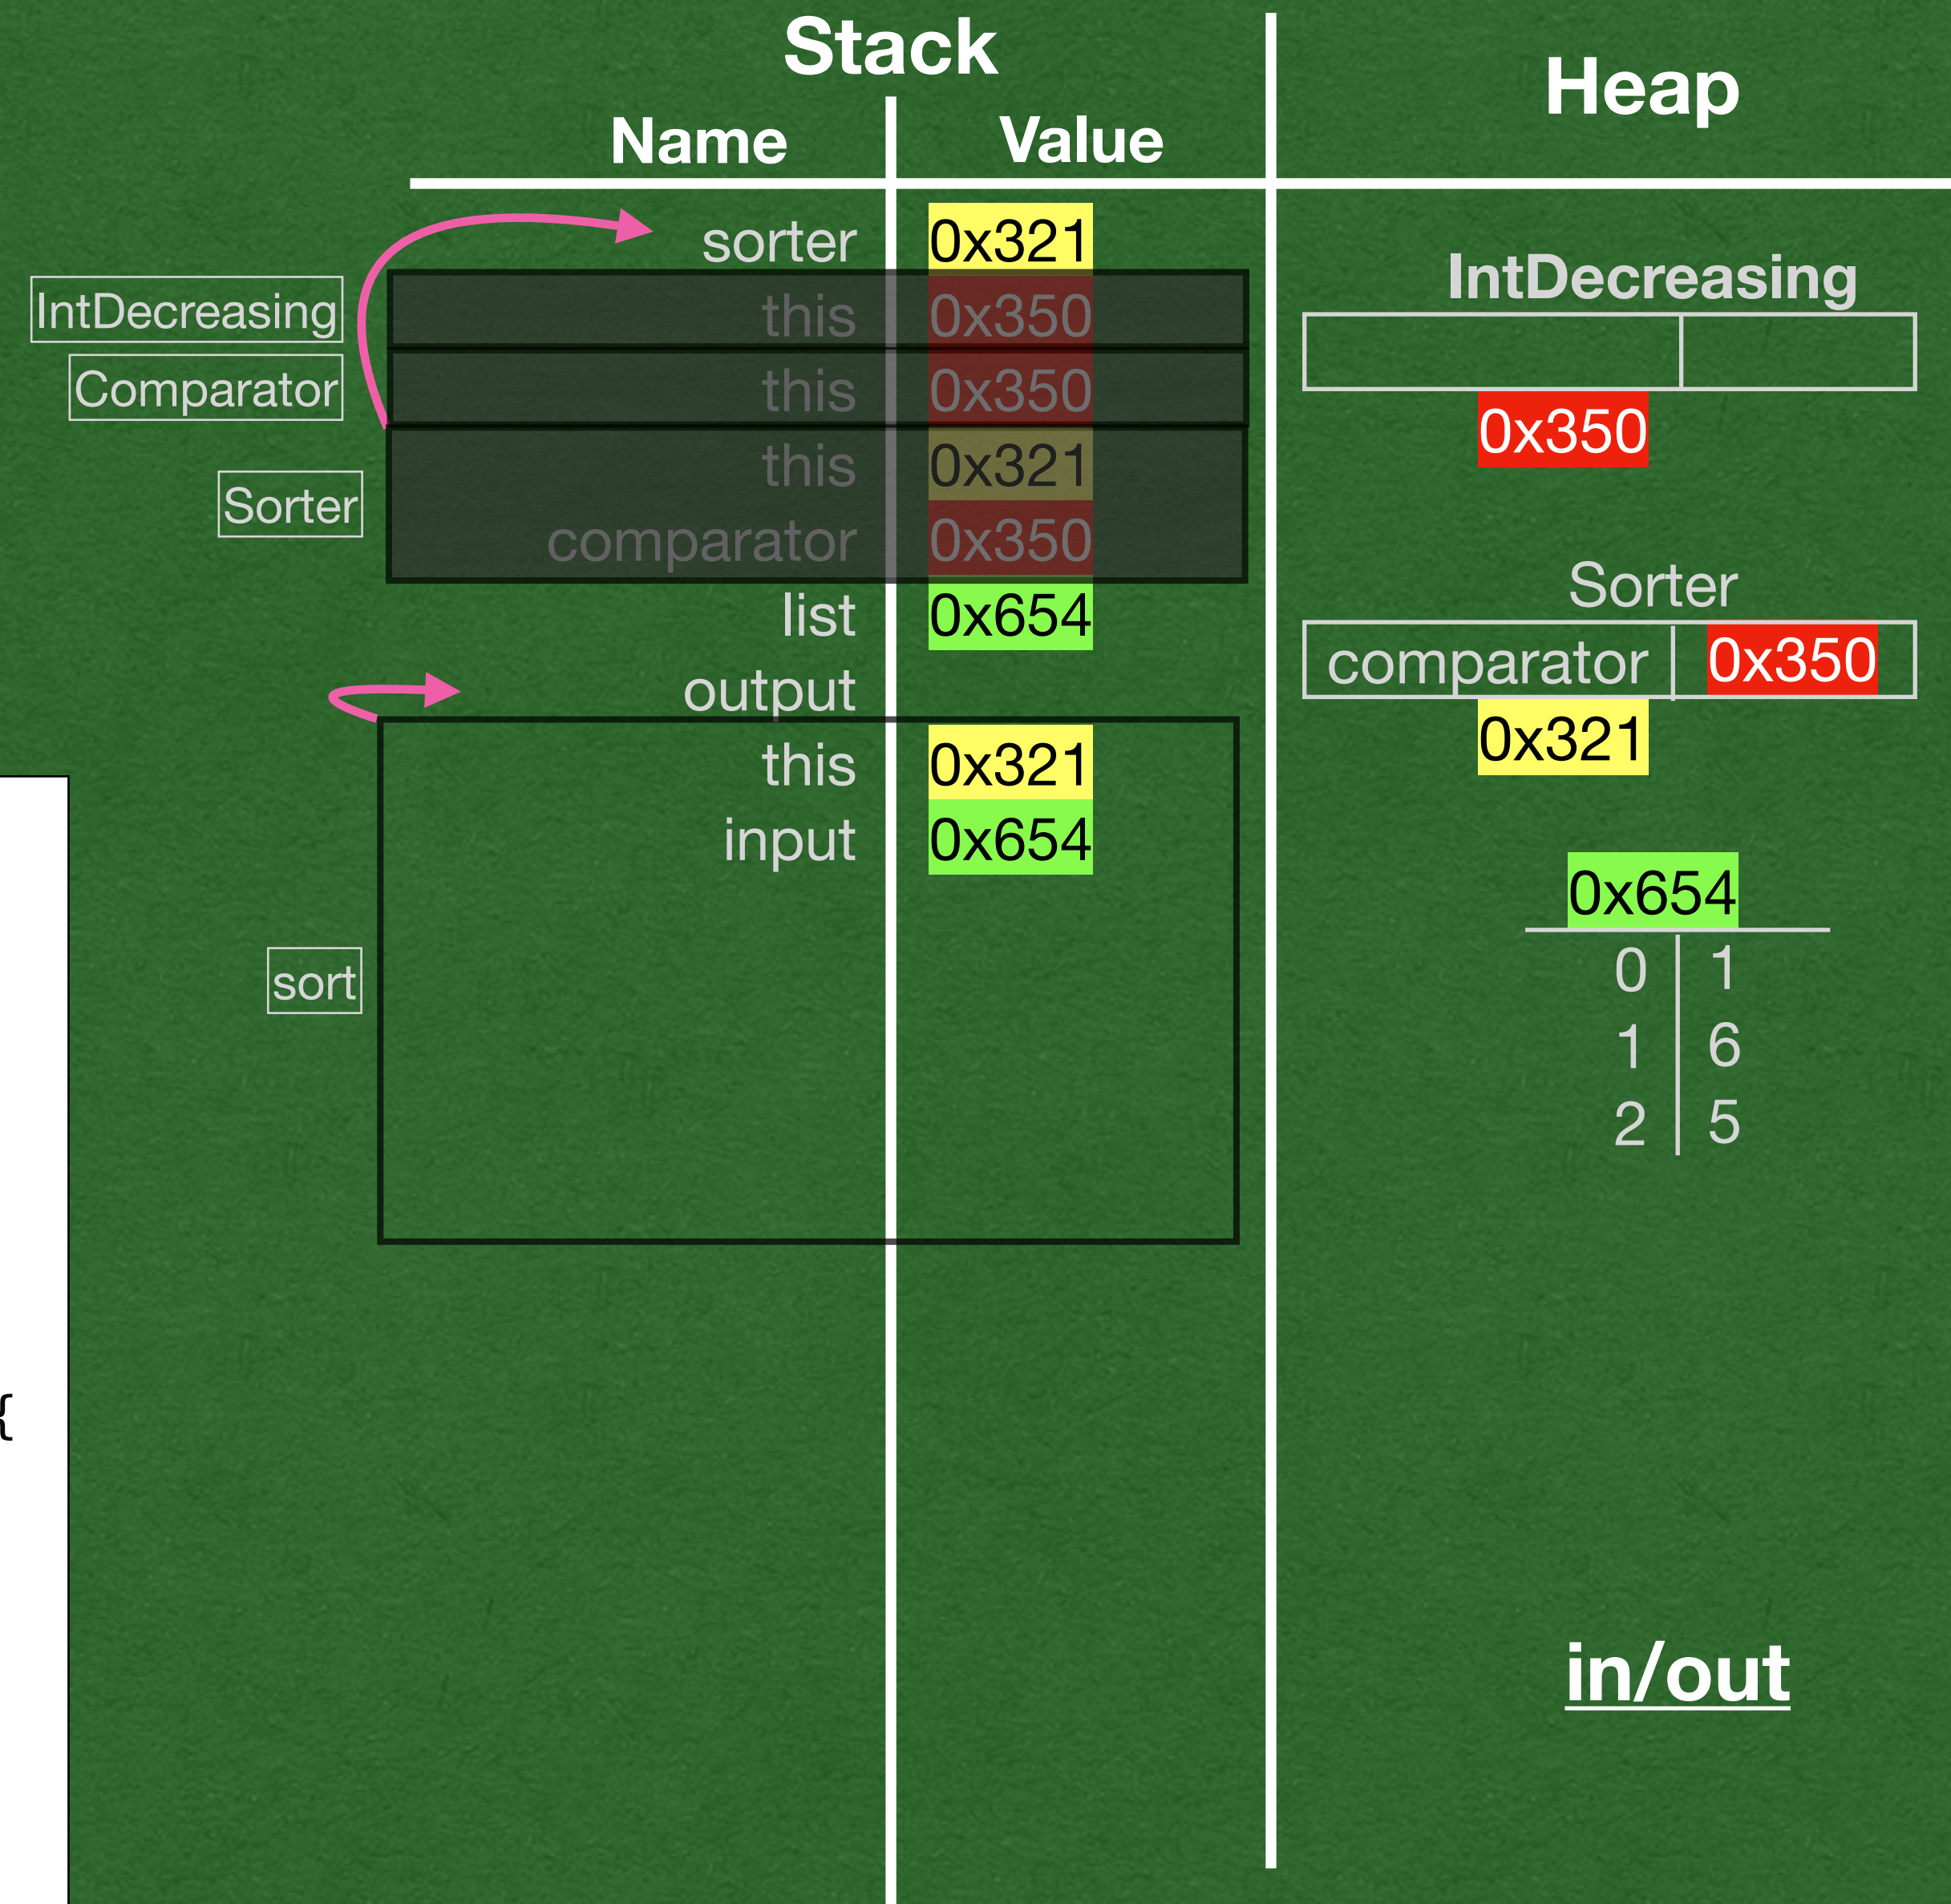 Stack
Heap
Name Value
sorter 0x321
IntDecreasing this 0x350
Comparator this 0x350
this 0x321
Sorter
comparator 0x350
list 0x654
output
this 0x321
input 0x654
sort
{
IntDecreasing
0x350
Sorter
comparator 0x350
0x321
0x654
0 1
1 6
2 5
in/out